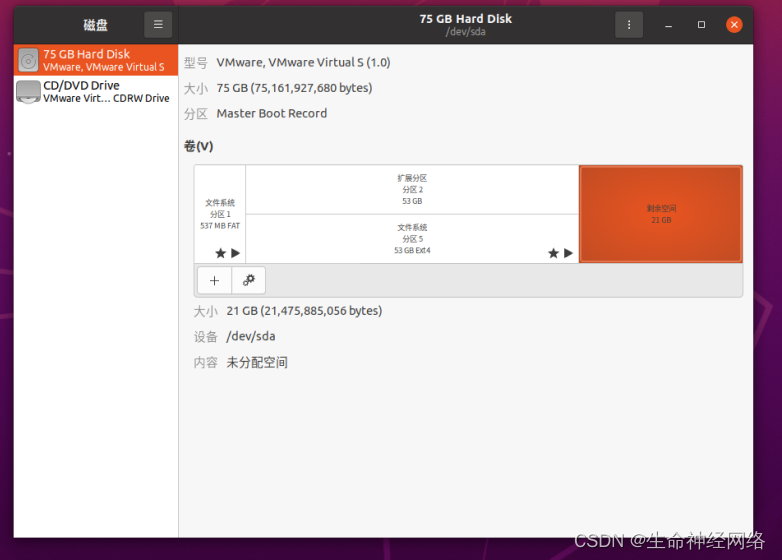 磁盘
75 GB Hard Disk
/dev/sda
75 GB Hard Disk
VMware, VMware Virtual S
CD/DVD Drive
VMware Virt… CDRW Drive
型号 VMware, VMware Virtual S (1.0)
大小 75 GB (75,161,927,680 bytes)
分区 Master Boot Record
卷(V)
文件系统
分区 1
537 MB FAT
扩展分区
分区 2
53 GB
文件系统
分区 5
53 GB Ext4
剩余空间
21 GB
大小 21 GB (21,475,885,056 bytes)
设备 /dev/sda
内容 未分配空间
CSDN @生命神经网络